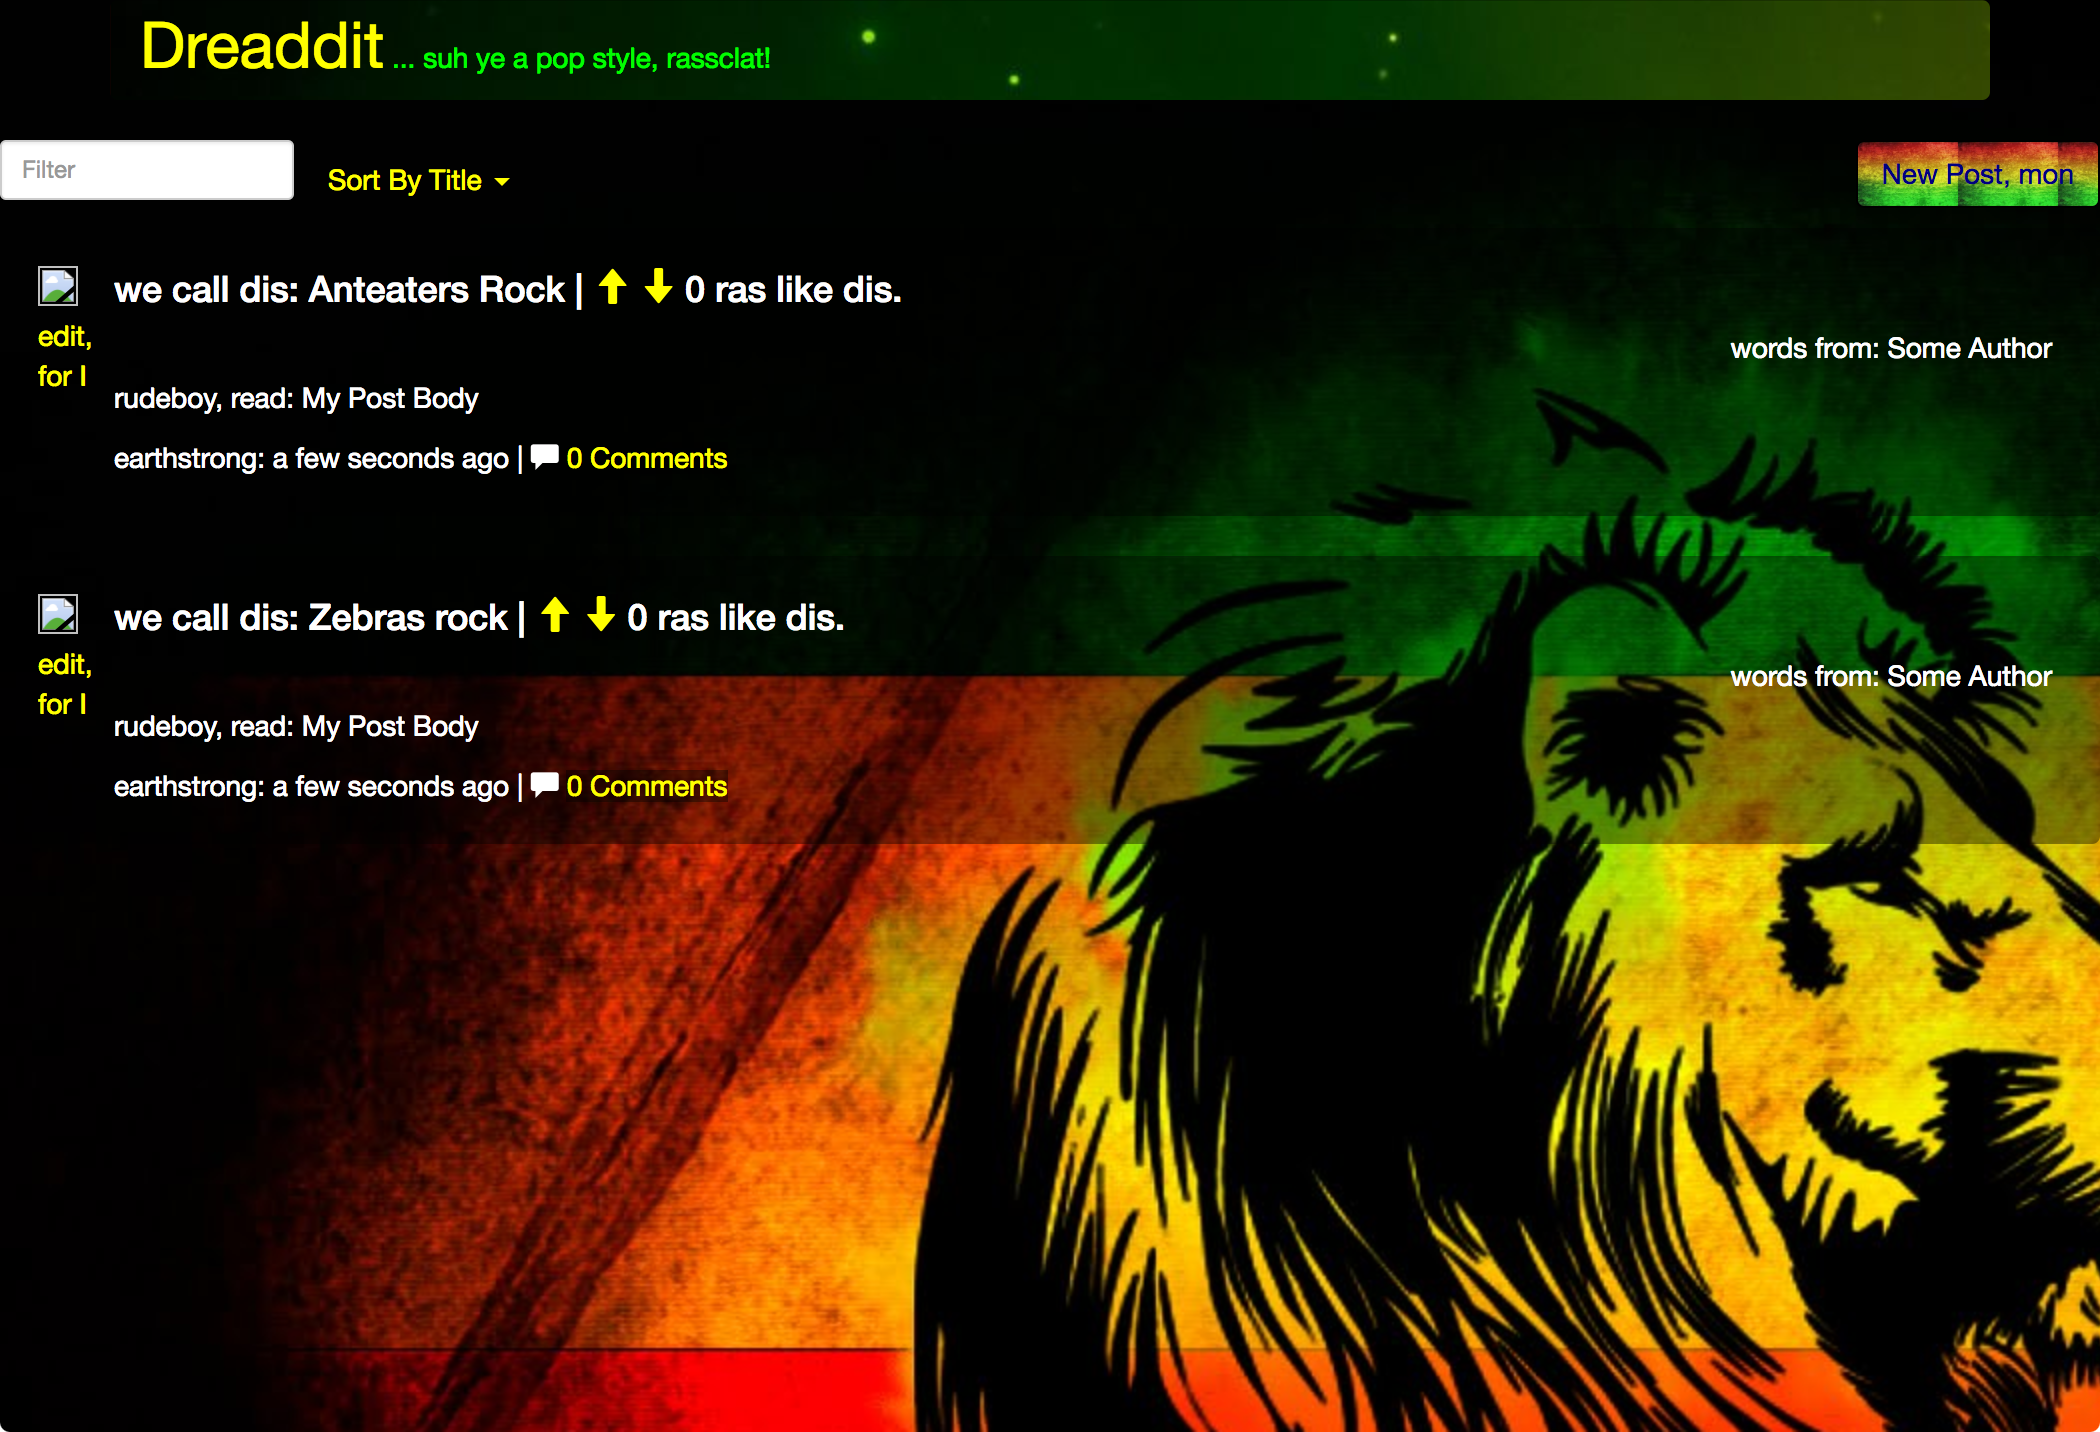 Dreaddit ... suh ye a pop style, rassclat!
Filter
Sort By Title
New Post, mon
we call dis: Anteaters Rock | 0 ras like dis.
edit,
for I
words from: Some Author
rudeboy, read: My Post Body
earthstrong: a few seconds ago | 0 Comments
we call dis: Zebras rock | 0 ras like dis.
edit,
for I
words from: Some Author
rudeboy, read: My Post Body
earthstrong: a few seconds ago | 0 Comments